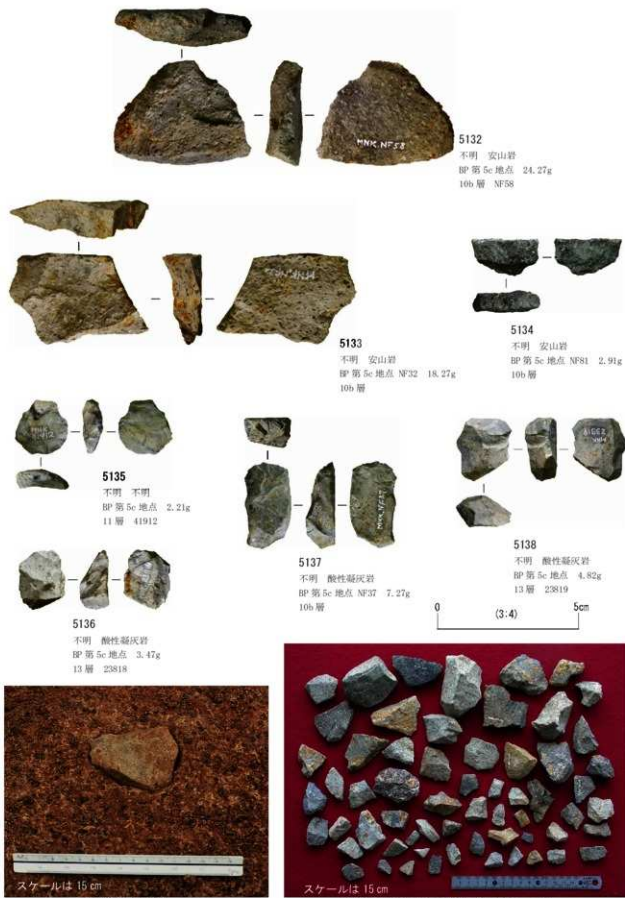 MNK.NF58
5132
不明 安山岩
BP 第 5c 地点 24.27g
10b 層 NF58
5133
不明 安山岩
BP 第 5c 地点 NF32 18.27g
10b 層
5134
不明 安山岩
BP 第 5c 地点 NF81 2.91g
10b 層
5135
不明 不明
BP 第 5c 地点 2.21g
11 層 41912
5136
不明 酸性凝灰岩
BP 第 5c 地点 3.47g
13 層 23818
5137
不明 酸性凝灰岩
BP 第 5c 地点 NF37 7.27g
10b 層
5138
不明 酸性凝灰岩
BP 第 5c 地点 4.82g
13 層 23819
0 (3:4) 5cm
スケールは 15 cm
スケールは 15 cm